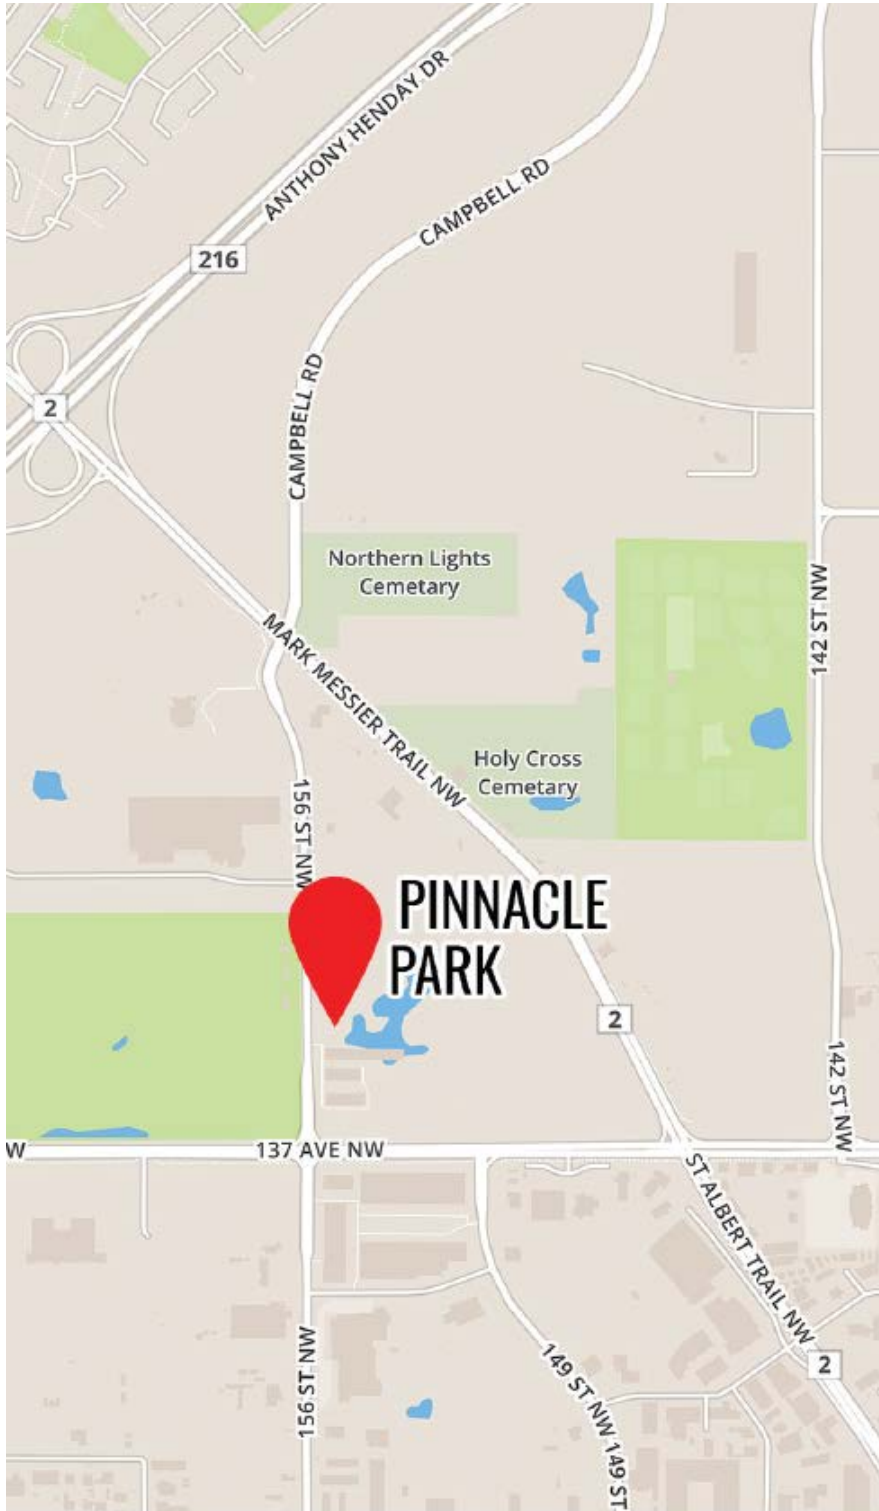 ANTHONY HENDAY DR
CAMPBELL RD
216
CAMPBELL RD
2
Northern Lights
Cemetary
142 ST NW
MARK MESSIER TRAIL NW
Holy Cross
Cemetary
156 ST NW
PINNACLE
PARK
2
142 ST NW
W
137 AVE NW
ST ALBERT TRAIL NW
156 ST NW
149 ST NW
2
149 ST